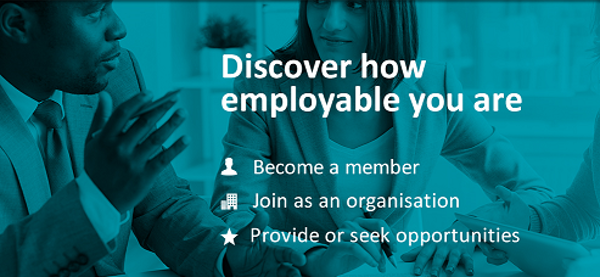 Discover how
employable you are
Become a member
Join as an organisation
Provide or seek opportunities